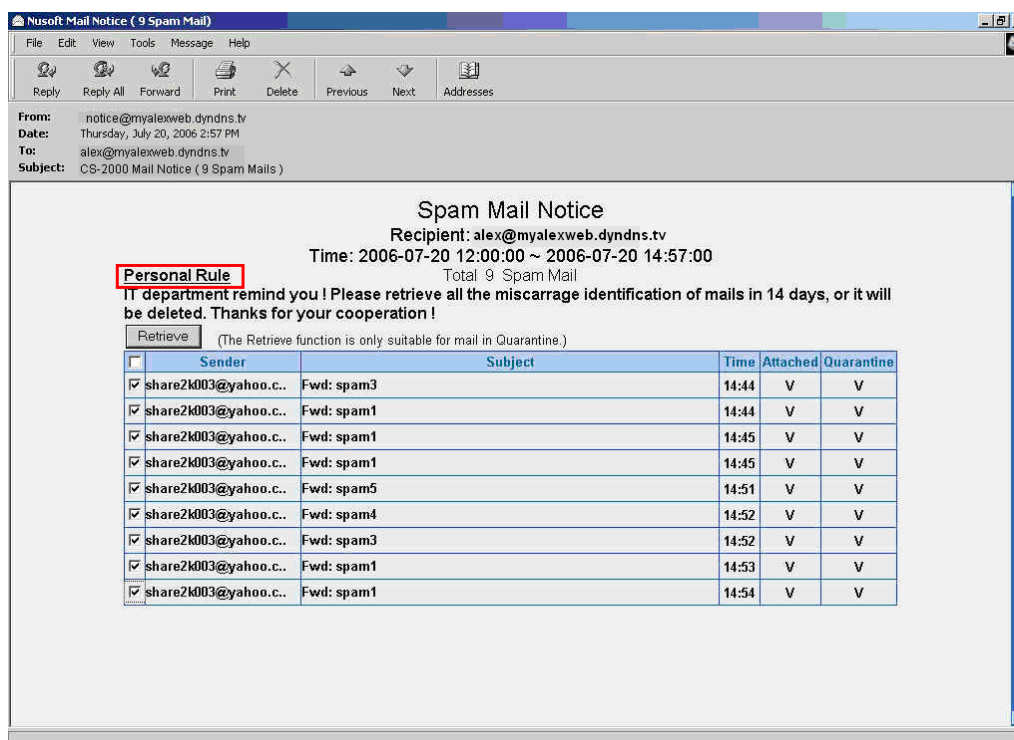 Nusoft Mail Notice ( 9 Spam Mail)
File Edit View Tools Message Help
Reply Reply All Forward Print Delete Previous Next Addresses
From: notice@myalexweb.dyndns.tv
Date: Thursday, July 20, 2006 2:57 PM
To: alex@myalexweb.dyndns.tv
Subject: CS-2000 Mail Notice ( 9 Spam Mails )
Spam Mail Notice
Recipient: alex@myalexweb.dyndns.tv
Time: 2006-07-20 12:00:00 ~ 2006-07-20 14:57:00
Personal Rule Total 9 Spam Mail
IT department remind you ! Please retrieve all the miscarrage identification of mails in 14 days, or it will
be deleted. Thanks for your cooperation !
Retrieve (The Retrieve function is only suitable for mail in Quarantine.)
Sender Subject Time Attached Quarantine
share2k003@yahoo.c.. Fwd: spam3 14:44 V V
share2k003@yahoo.c.. Fwd: spam1 14:44 V V
share2k003@yahoo.c.. Fwd: spam1 14:45 V V
share2k003@yahoo.c.. Fwd: spam1 14:45 V V
share2k003@yahoo.c.. Fwd: spam5 14:51 V V
share2k003@yahoo.c.. Fwd: spam4 14:52 V V
share2k003@yahoo.c.. Fwd: spam3 14:52 V V
share2k003@yahoo.c.. Fwd: spam1 14:53 V V
share2k003@yahoo.c.. Fwd: spam1 14:54 V V